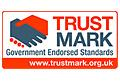 TRUST
MARK
Government Endorsed Standards
www.trustmark.org.uk